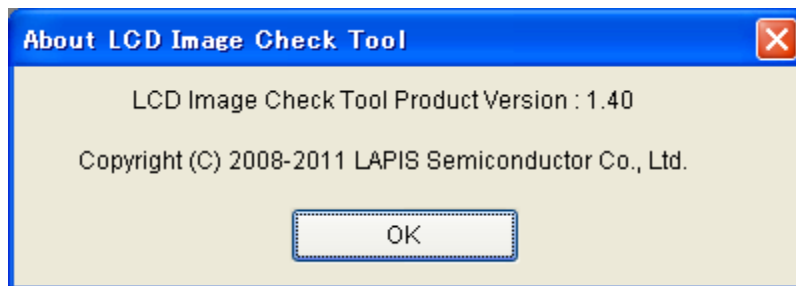 About LCD Image Check Tool
LCD Image Check Tool Product Version : 1.40
Copyright (C) 2008-2011 LAPIS Semiconductor Co., Ltd.
OK